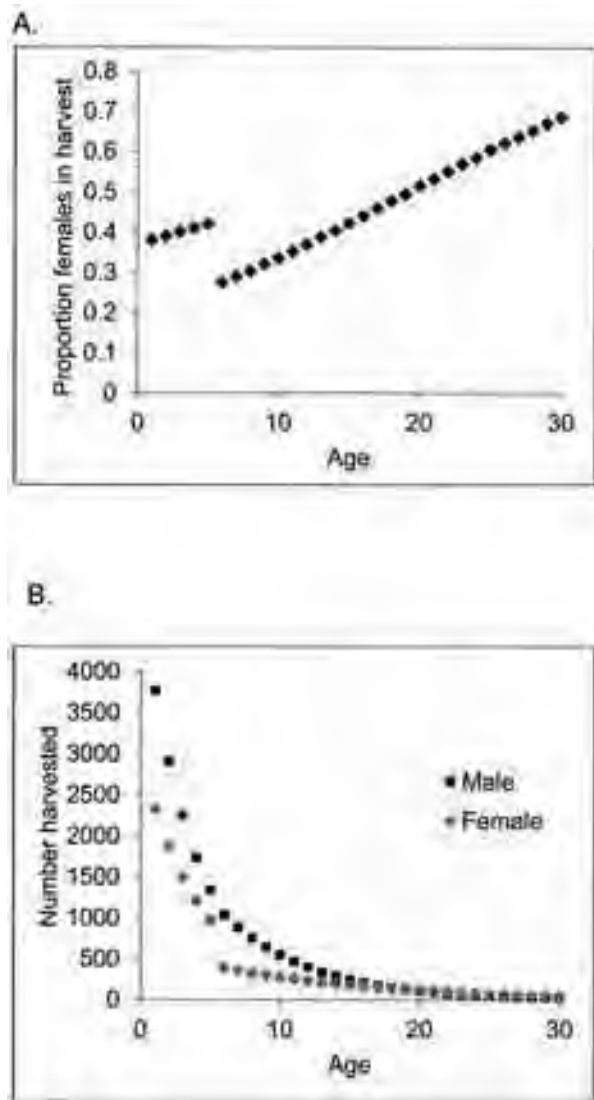 A.
Proportion females in harvest
0.8
0.7
0.6
0.5
0.4
0.3
0.2
0.1
0
0 10 20 30
Age
B.
Number harvested
4000
3500
3000
2500
2000
1500
1000
500
0
Male
Female
0 10 20 30
Age